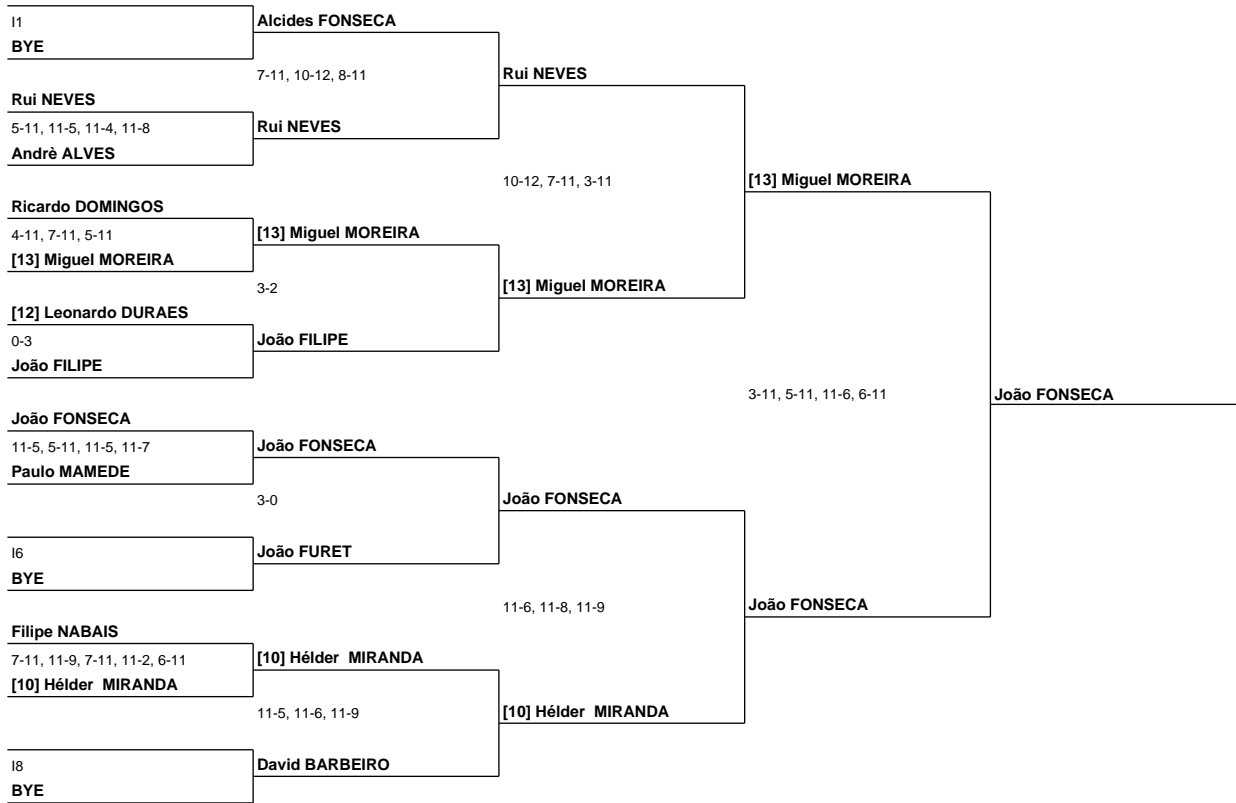 I1
BYE
Rui NEVES
5-11, 11-5, 11-4, 11-8
Andrè ALVES
Ricardo DOMINGOS
4-11, 7-11, 5-11
[13] Miguel MOREIRA
[12] Leonardo DURAES
0-3
João FILIPE
João FONSECA
11-5, 5-11, 11-5, 11-7
Paulo MAMEDE
I6
BYE
Filipe NABAIS
7-11, 11-9, 7-11, 11-2, 6-11
[10] Hélder  MIRANDA
I8
BYE
Alcides FONSECA
7-11, 10-12, 8-11
Rui NEVES
[13] Miguel MOREIRA
3-2
João FILIPE
João FONSECA
3-0
João FURET
[10] Hélder  MIRANDA
11-5, 11-6, 11-9
David BARBEIRO
Rui NEVES
10-12, 7-11, 3-11
[13] Miguel MOREIRA
João FONSECA
11-6, 11-8, 11-9
[10] Hélder  MIRANDA
[13] Miguel MOREIRA
3-11, 5-11, 11-6, 6-11
João FONSECA
João FONSECA